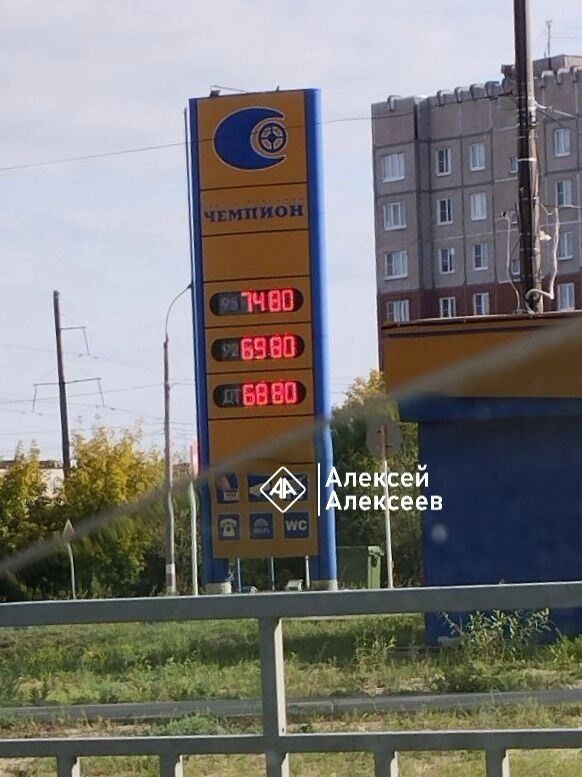 ЧЕМПИОН
95 74.80
92 69.80
ДТ 68.80
Алексей
Алексеев
WC